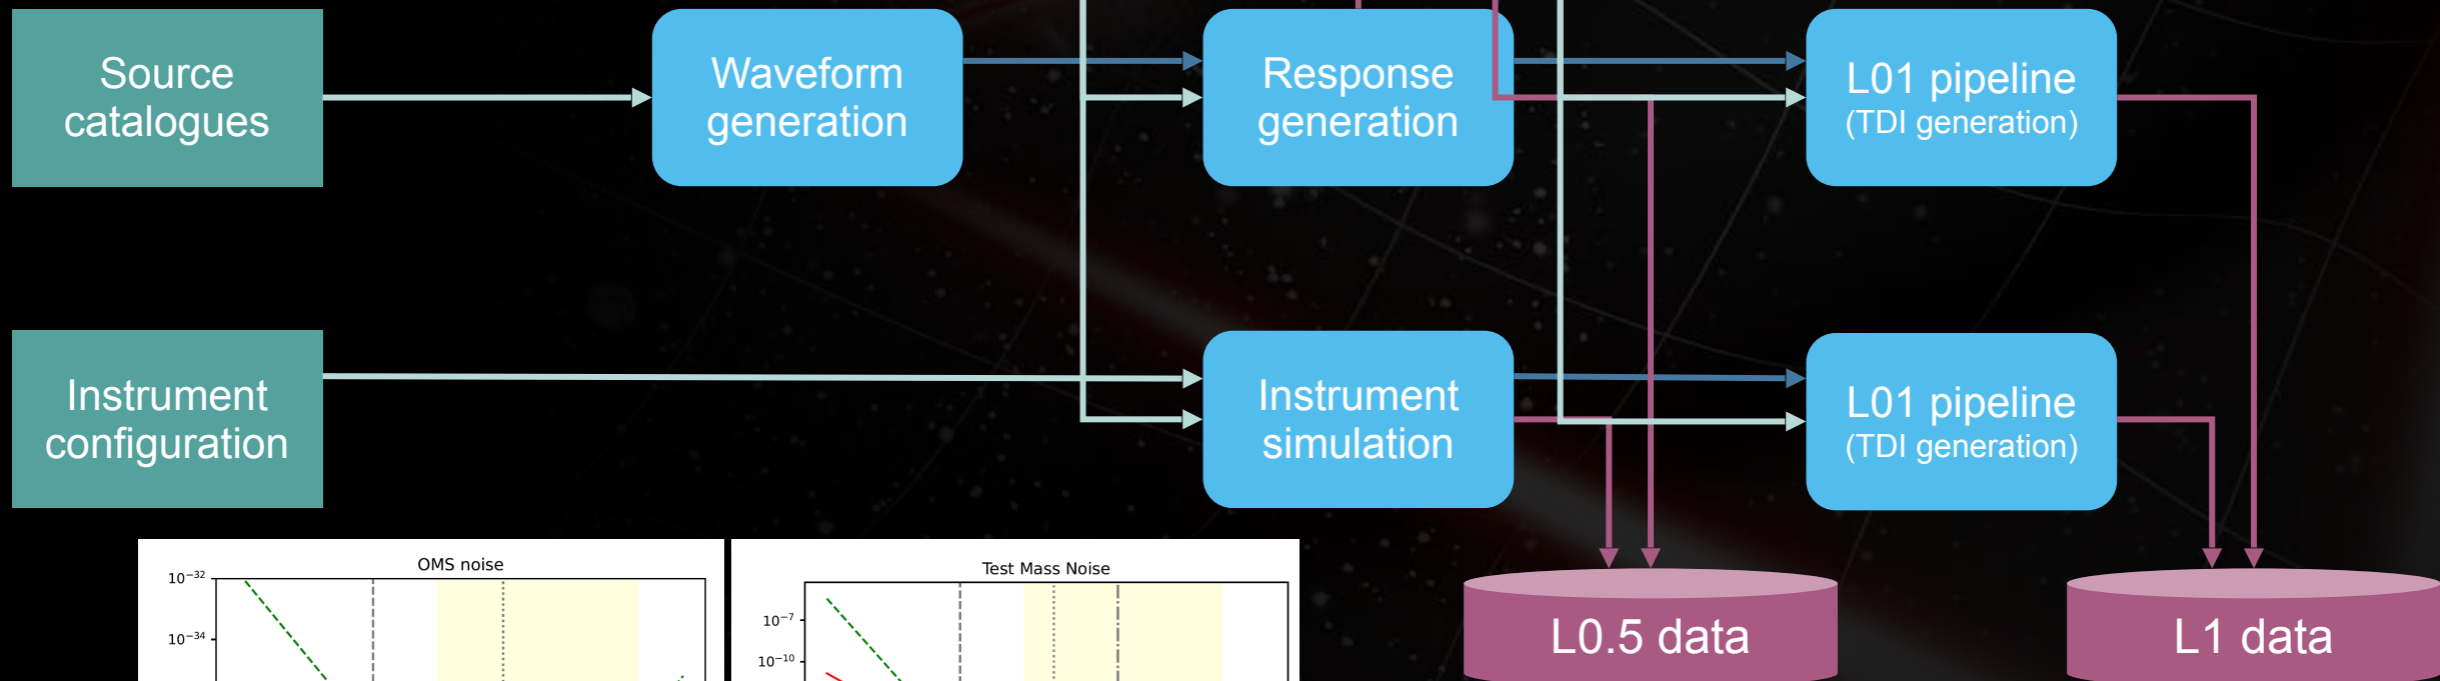 Source
catalogues
Waveform
generation
Response
generation
L01 pipeline
(TDI generation)
Instrument
configuration
Instrument
simulation
L01 pipeline
(TDI generation)
OMS noise
10⁻³²
10⁻³⁴
Test Mass Noise
10⁻⁷
10⁻¹⁰
L0.5 data
L1 data